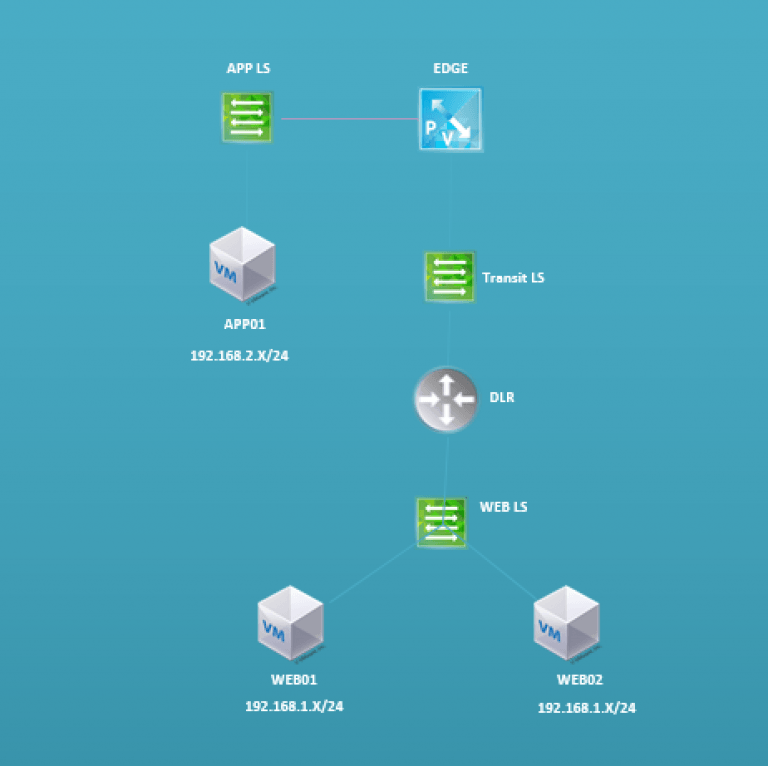 APP LS
EDGE
P
V
VM
Transit LS
APP01
192.168.2.X/24
DLR
WEB LS
VM
VM
WEB01
WEB02
192.168.1.X/24
192.168.1.X/24